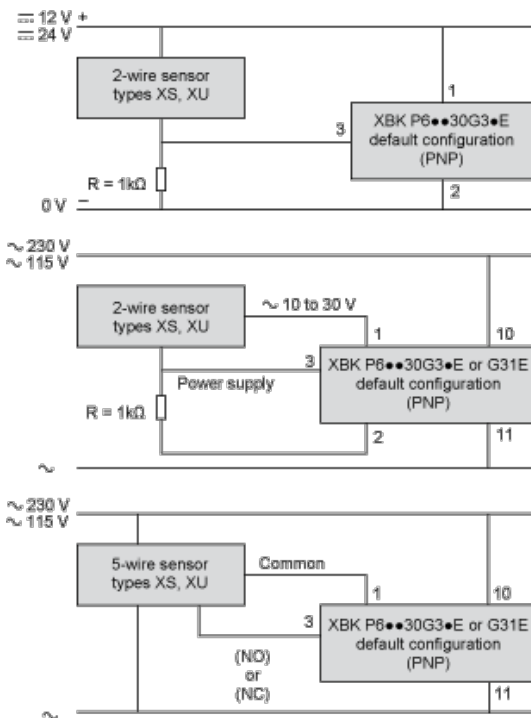 ⎓ 12 V +
⎓ 24 V
2-wire sensor
types XS, XU
1
3
XBK P6●●30G3●E
default configuration
(PNP)
R = 1kΩ
2
0 V −
~ 230 V
~ 115 V
2-wire sensor
types XS, XU
~ 10 to 30 V
1
10
3
XBK P6●●30G3●E or G31E
default configuration
(PNP)
Power supply
R = 1kΩ
2
11
~
~ 230 V
~ 115 V
5-wire sensor
types XS, XU
Common
1
10
3
XBK P6●●30G3●E or G31E
default configuration
(PNP)
(NO)
or
(NC)
11
~